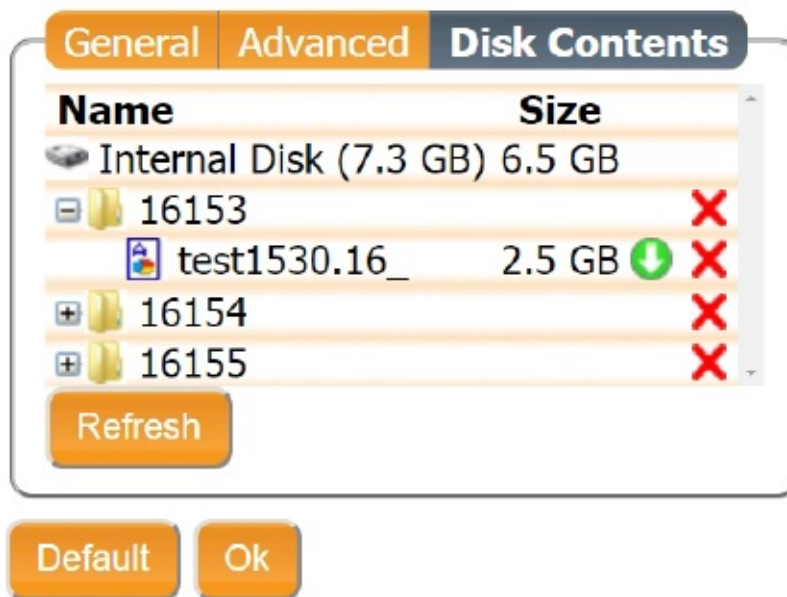 General Advanced Disk Contents
Name Size
Internal Disk (7.3 GB) 6.5 GB
16153
test1530.16_ 2.5 GB
16154
16155
Refresh
Default Ok